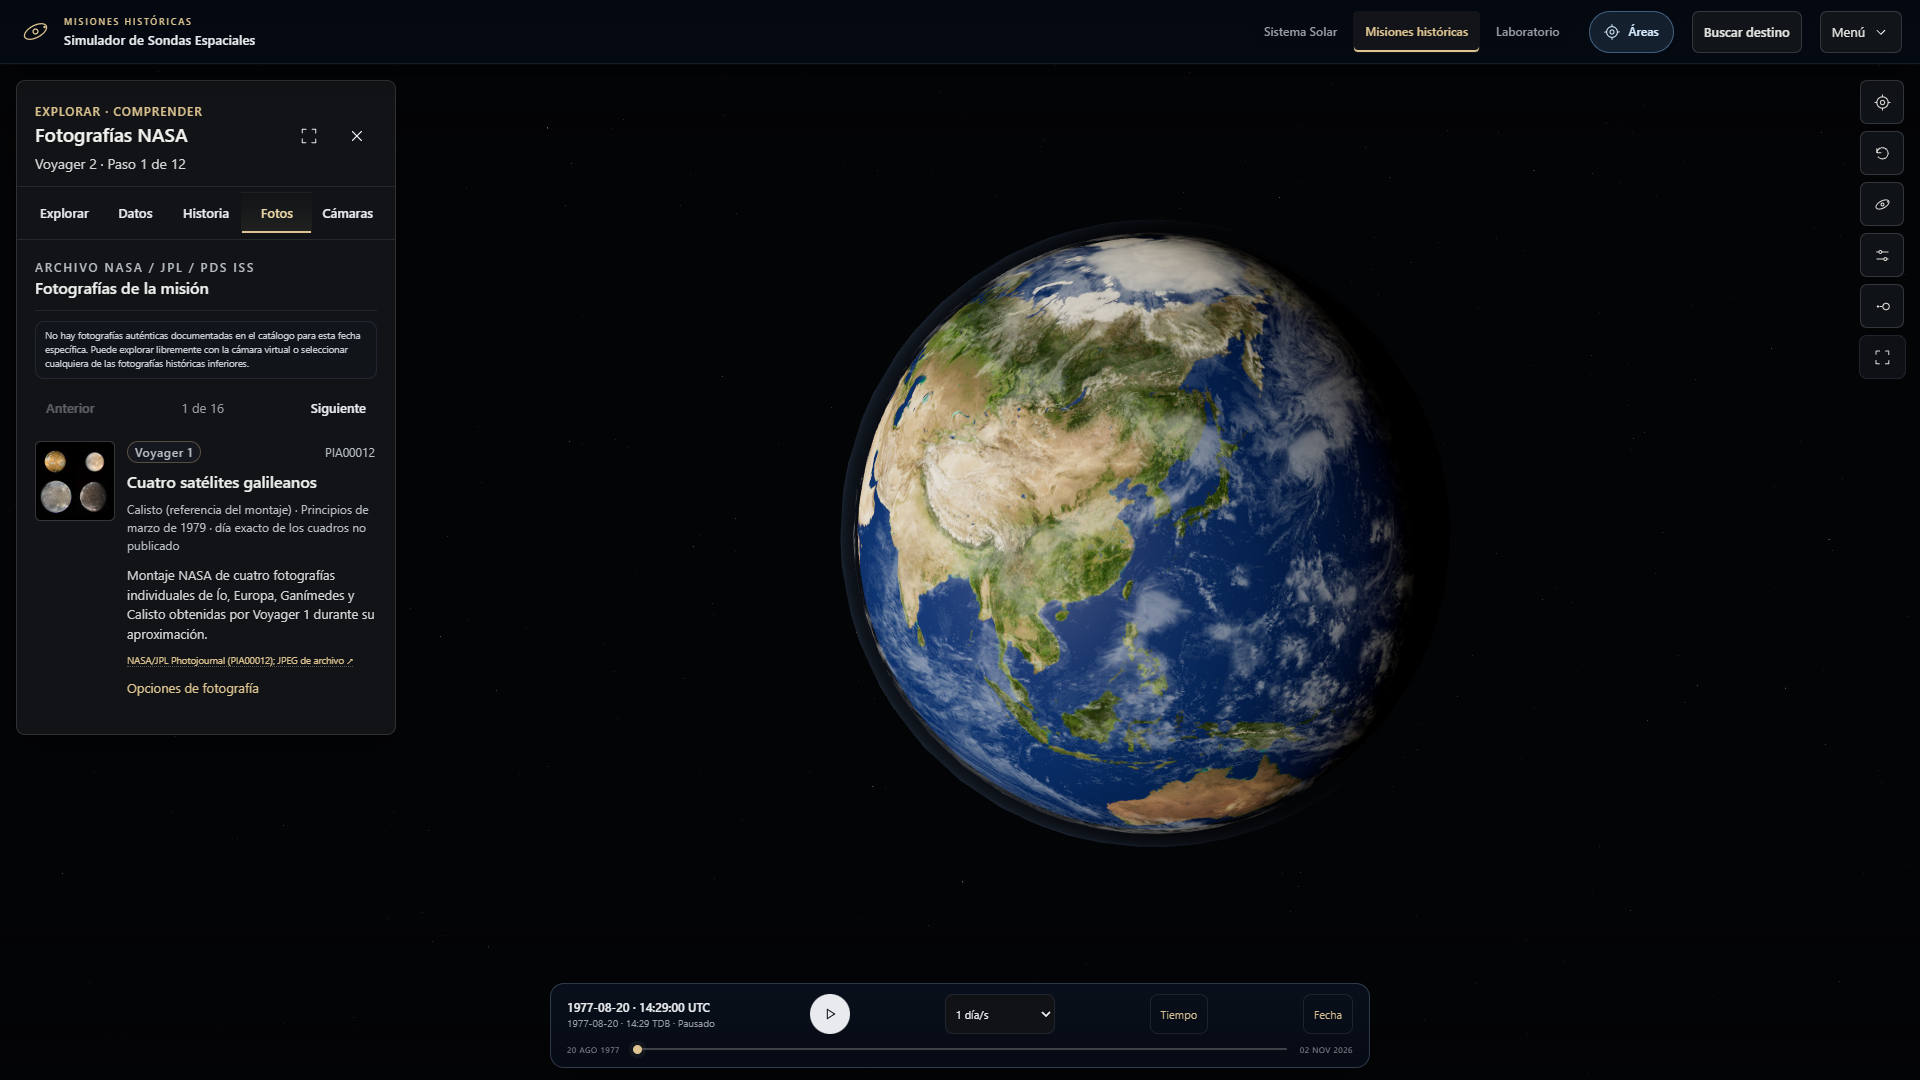 MISIONES HISTÓRICAS
Simulador de Sondas Espaciales
Sistema Solar
Misiones históricas
Laboratorio
Áreas
Buscar destino
Menú
EXPLORAR · COMPRENDER
Fotografías NASA
Voyager 2 · Paso 1 de 12
Explorar
Datos
Historia
Fotos
Cámaras
ARCHIVO NASA / JPL / PDS ISS
Fotografías de la misión
No hay fotografías auténticas documentadas en el catálogo para esta fecha
específica. Puede explorar libremente con la cámara virtual o seleccionar
cualquiera de las fotografías históricas inferiores.
Anterior
1 de 16
Siguiente
Voyager 1
PIA00012
Cuatro satélites galileanos
Calisto (referencia del montaje) · Principios de
marzo de 1979 · día exacto de los cuadros no
publicado
Montaje NASA de cuatro fotografías
individuales de Ío, Europa, Ganímedes y
Calisto obtenidas por Voyager 1 durante su
aproximación.
NASA/JPL Photojournal (PIA00012); JPEG de archivo ↗
Opciones de fotografía
1977-08-20 · 14:29:00 UTC
1977-08-20 · 14:29 TDB · Pausado
1 día/s
Tiempo
Fecha
20 AGO 1977
02 NOV 2026